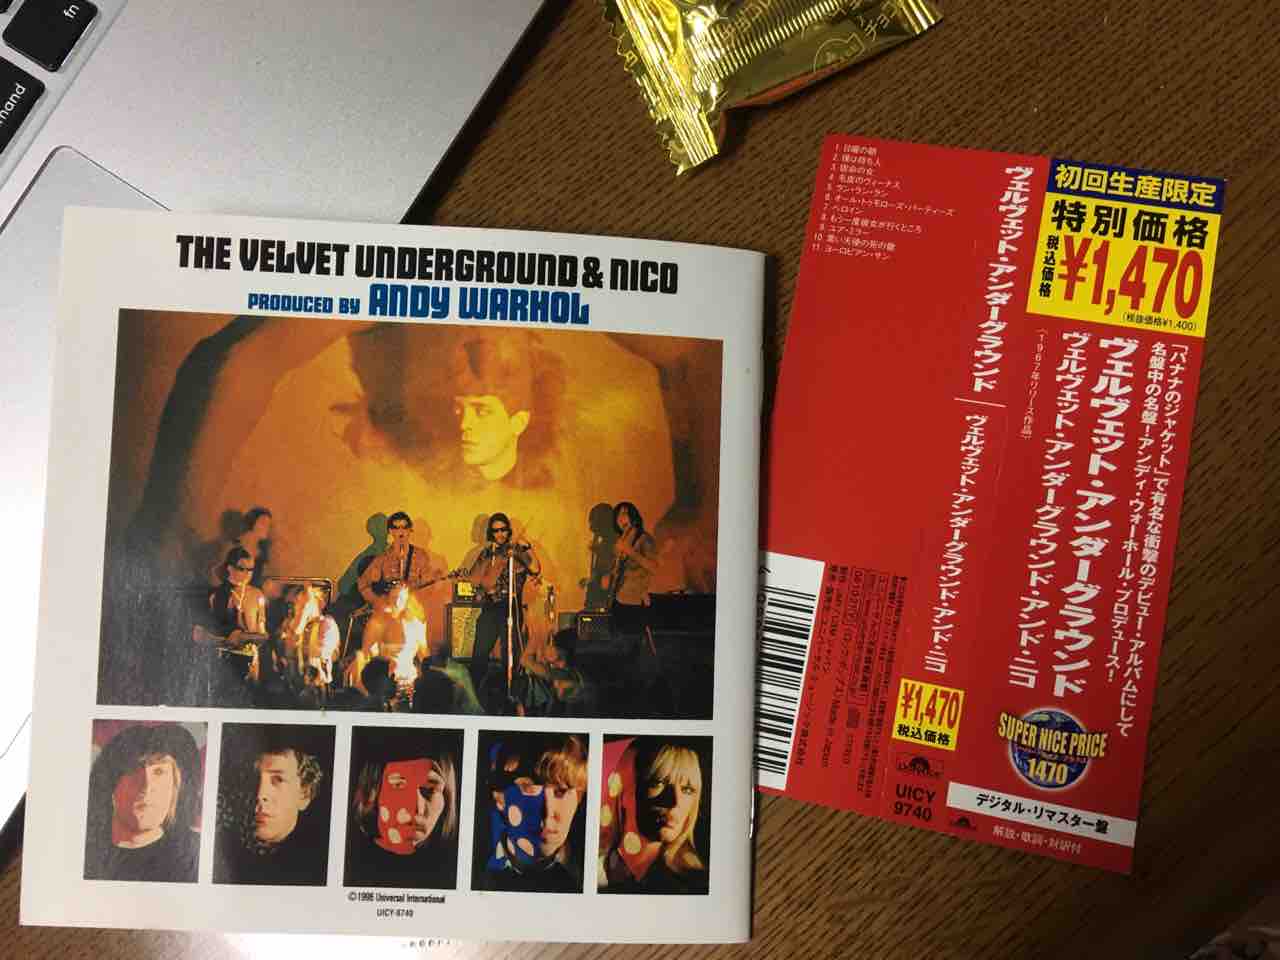 fn
mmand
THE VELVET UNDERGROUND & NICO
PRODUCED BY ANDY WARHOL
©1996 Universal International
UICY-9740
1 日曜の朝
2 僕は待ち人
3 宿命の女
4 毛皮のヴィーナス
5 ラン・ラン・ラン
6 オール・トゥモローズ・パーティーズ
7 ヘロイン
8 もう一度彼女が行くところ
9 ユア・ミラー
10 黒い天使の死の歌
11 ヨーロピアン・サン
初回生産限定
特別価格
税込価格
¥1,470
(税抜価格¥1,400)
「バナナのジャケット」で有名な衝撃のデビュー・アルバムにして
名盤中の名盤!アンディ・ウォーホール・プロデュース!
ヴェルヴェット・アンダーグラウンド
ヴェルヴェット・アンダーグラウンド・アンド・ニコ
(1967年リリース作品)
SUPER NICE PRICE
1470
デジタル・リマスター盤
解説・歌詞・対訳付
ヴェルヴェット・アンダーグラウンド
ヴェルヴェット・アンダーグラウンド・アンド・ニコ
¥1,470
税込価格
UICY
9740